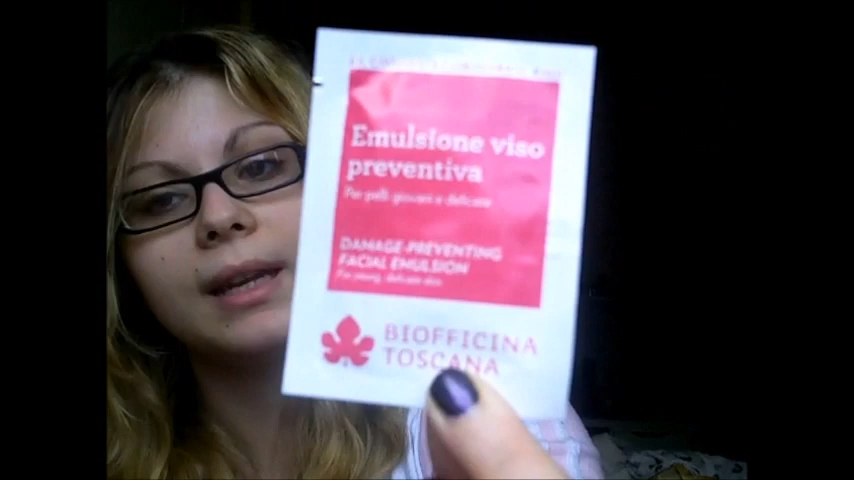 Emulsione viso
preventiva
Per pelli giovani e delicate
DAMAGE-PREVENTING
FACIAL EMULSION
For young, delicate skin
BIOFFICINA
TOSCANA